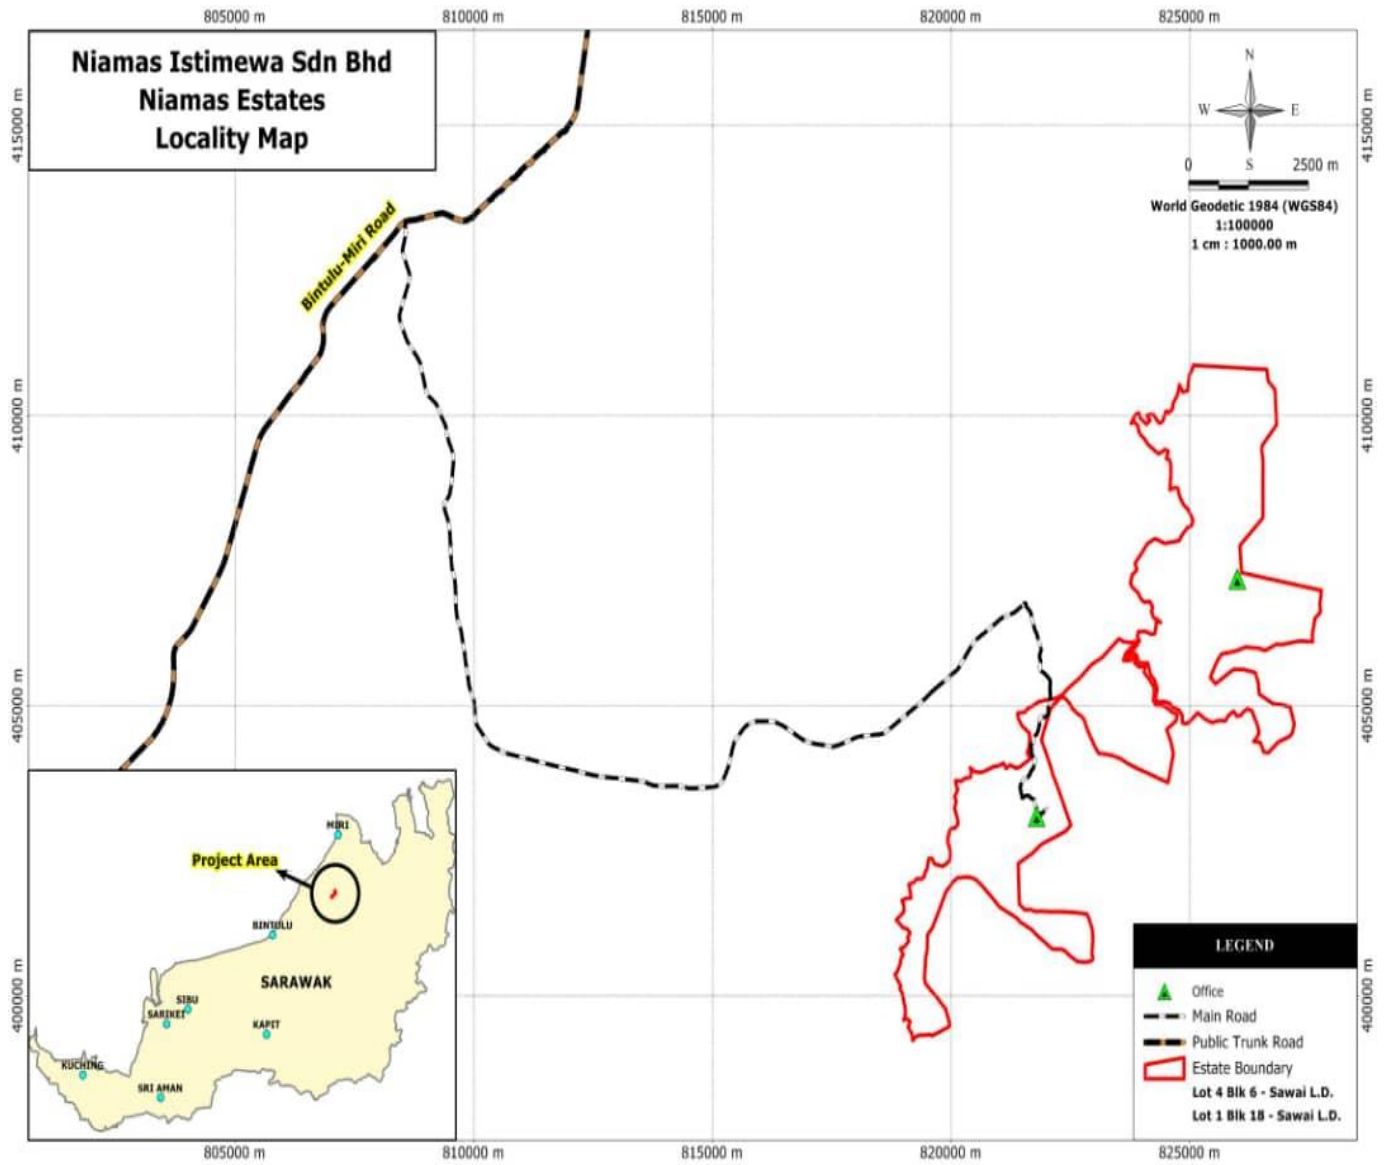 805000 m
810000 m
815000 m
820000 m
825000 m
Niamas Istimewa Sdn Bhd
Niamas Estates
Locality Map
N
W
E
S
0
2500 m
World Geodetic 1984 (WGS84)
1:100000
1 cm : 1000.00 m
415000 m
415000 m
Bintulu-Miri Road
410000 m
410000 m
405000 m
405000 m
MIRI
Project Area
BINTULU
SARAWAK
SIBU
SARIKEI
KAPIT
KUCHING
SRI AMAN
400000 m
400000 m
LEGEND
Office
Main Road
Public Trunk Road
Estate Boundary
Lot 4 Blk 6 - Sawai L.D.
Lot 1 Blk 18 - Sawai L.D.
805000 m
810000 m
815000 m
820000 m
825000 m